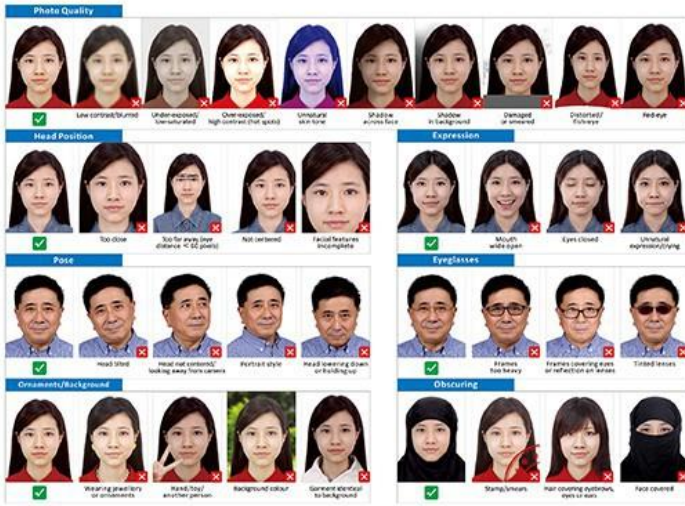 Photo Quality
Low contrast/blurred
Under-exposed/
low-saturated
Over-exposed/
high contrast (hot spots)
Unnatural
skin tone
Shadow
across face
Shadow
in background
Damaged
or smeared
Distorted/
fisheye
Red-eye
Head Position
Too close
Too far away (eye
distance < 60 pixels)
Not centered
Facial features
incomplete
Expression
Mouth
wide open
Eyes closed
Unnatural
expression/crying
Pose
Head tilted
Head not centered/
looking away from camera
Portrait style
Head lowering down
or holding up
Eyeglasses
Frames
too heavy
Frames covering eyes
or reflection on lenses
Tinted lenses
Ornaments/Background
Wearing jewellery
or ornaments
Hand/toy/
another person
Background colour
Garment identical
to background
Obscuring
Stamp/smears
Hair covering eyebrows,
eyes or ears
Face covered